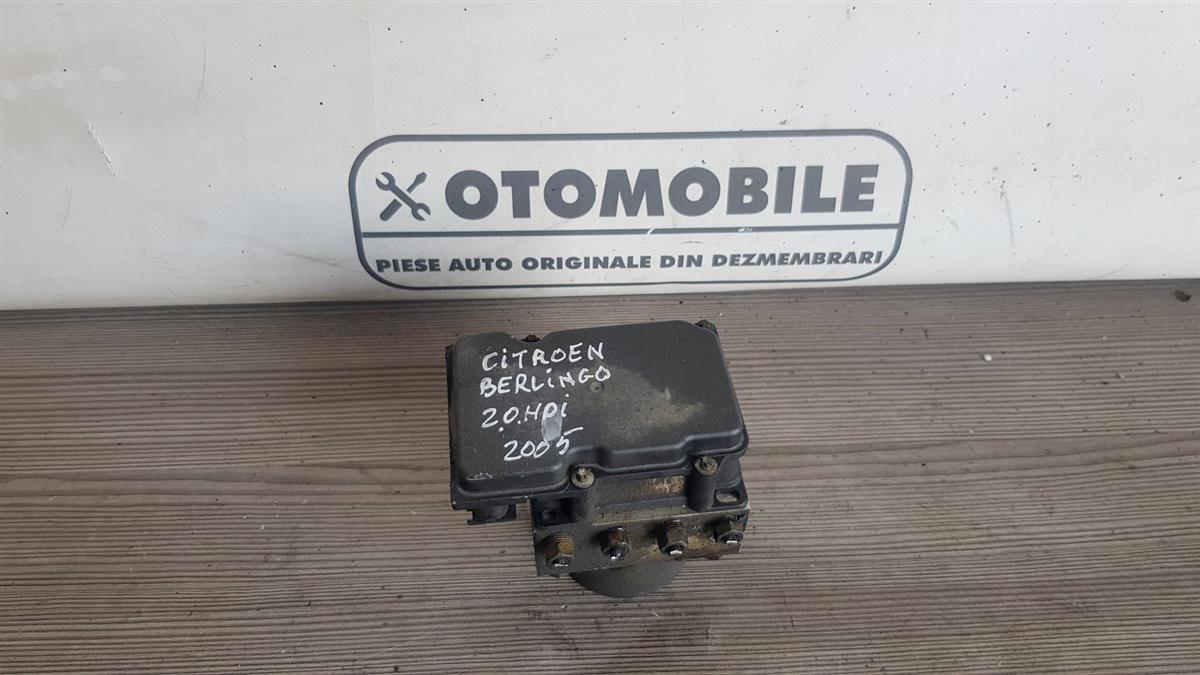 OTOMOBILE
PIESE AUTO ORIGINALE DIN DEZMEMBRARI
CiTROEN
BERLiNGO
2.0.HDi
2005